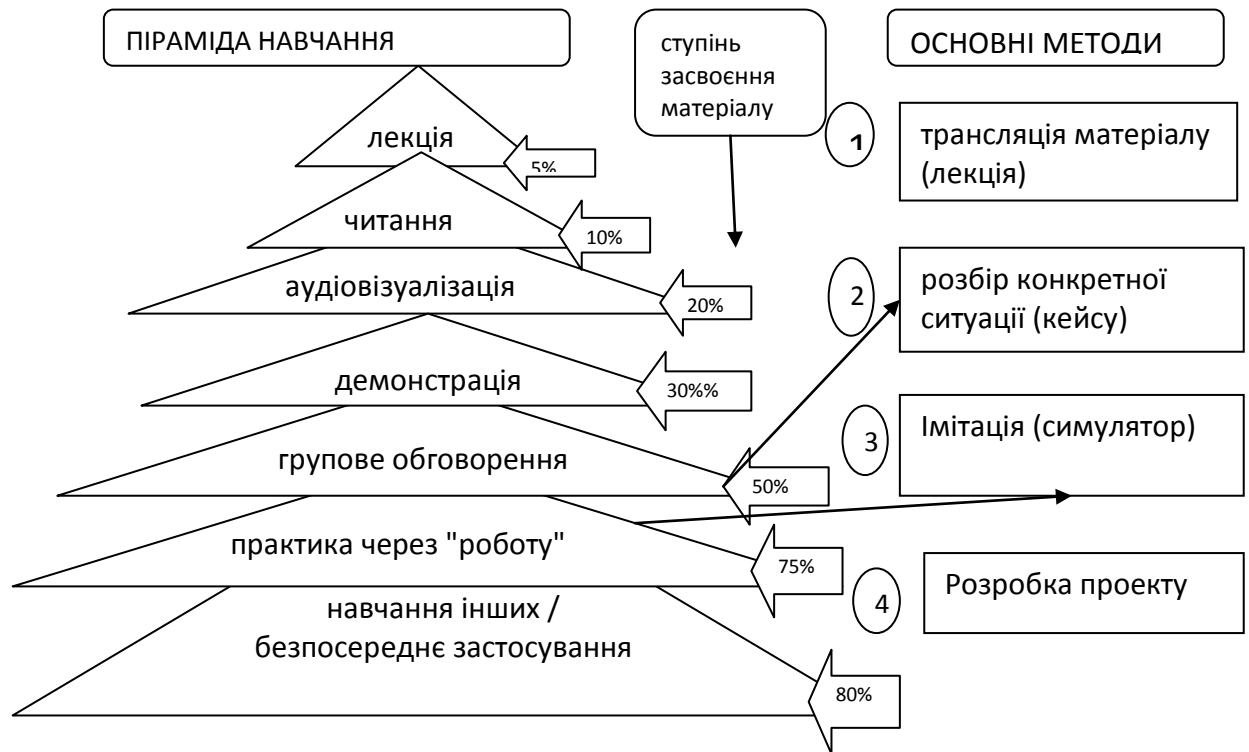 ПІРАМІДА НАВЧАННЯ
лекція
5%
читання
10%
аудіовізуалізація
20%
демонстрація
30%%
групове обговорення
50%
практика через "роботу"
75%
навчання інших /
безпосереднє застосування
80%
ступінь
засвоєння
матеріалу
ОСНОВНІ МЕТОДИ
1
трансляція матеріалу
(лекція)
2
розбір конкретної
ситуації (кейсу)
3
Імітація (симулятор)
4
Розробка проекту